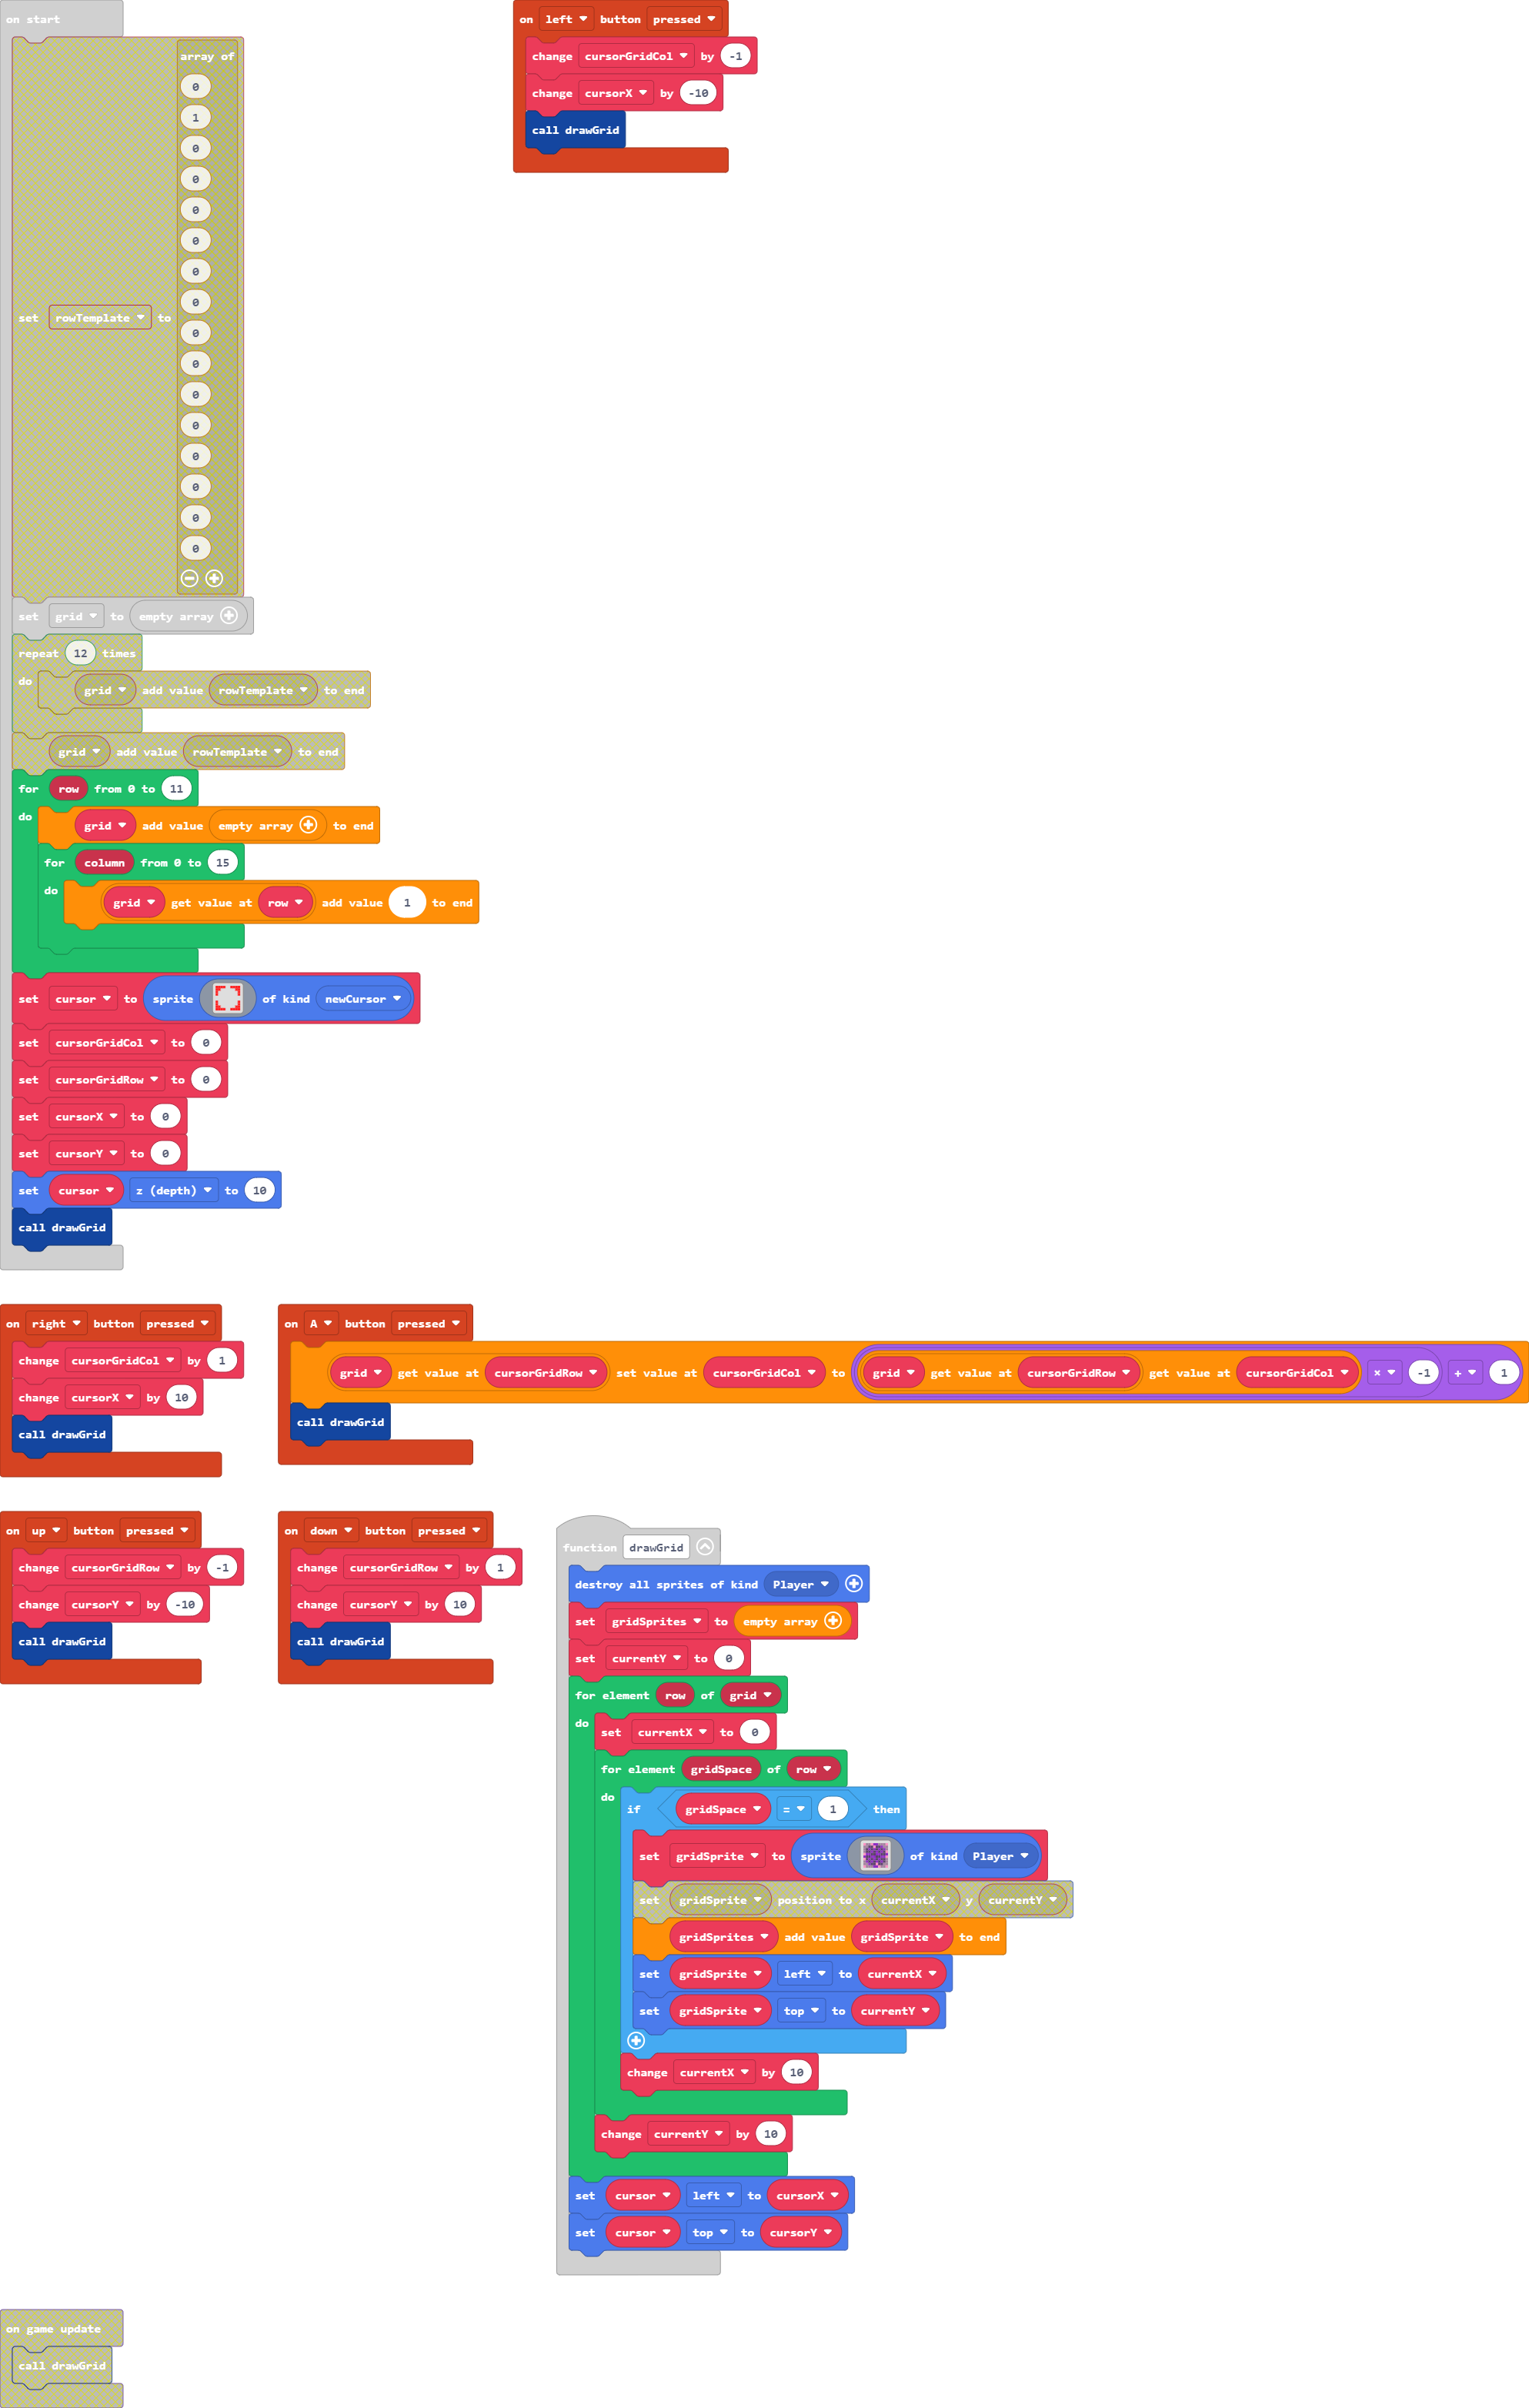 on start
set rowTemplate to array of
0
1
0
0
0
0
0
0
0
0
0
0
0
0
0
0
set grid to empty array
repeat 12 times
do grid add value rowTemplate to end
grid add value rowTemplate to end
for row from 0 to 11
do grid add value empty array to end
for column from 0 to 15
do grid get value at row add value 1 to end
set cursor to sprite of kind newCursor
set cursorGridCol to 0
set cursorGridRow to 0
set cursorX to 0
set cursorY to 0
set cursor z (depth) to 10
call drawGrid
on left button pressed
change cursorGridCol by -1
change cursorX by -10
call drawGrid
on right button pressed
change cursorGridCol by 1
change cursorX by 10
call drawGrid
on A button pressed
grid get value at cursorGridRow set value at cursorGridCol to grid get value at cursorGridRow get value at cursorGridCol × -1 + 1
call drawGrid
on up button pressed
change cursorGridRow by -1
change cursorY by -10
call drawGrid
on down button pressed
change cursorGridRow by 1
change cursorY by 10
call drawGrid
function drawGrid
destroy all sprites of kind Player
set gridSprites to empty array
set currentY to 0
for element row of grid
do set currentX to 0
for element gridSpace of row
do if gridSpace = 1 then
set gridSprite to sprite of kind Player
set gridSprite position to x currentX y currentY
gridSprites add value gridSprite to end
set gridSprite left to currentX
set gridSprite top to currentY
change currentX by 10
change currentY by 10
set cursor left to cursorX
set cursor top to cursorY
on game update
call drawGrid